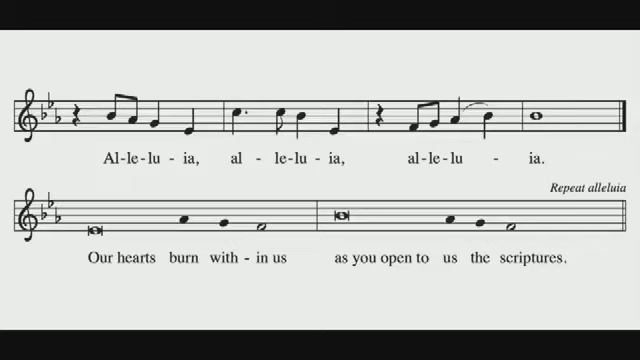 Al-le-lu - ia, al - le-lu - ia, al-le-lu - ia.
Repeat alleluia
Our hearts burn with - in us as you open to us the scriptures.